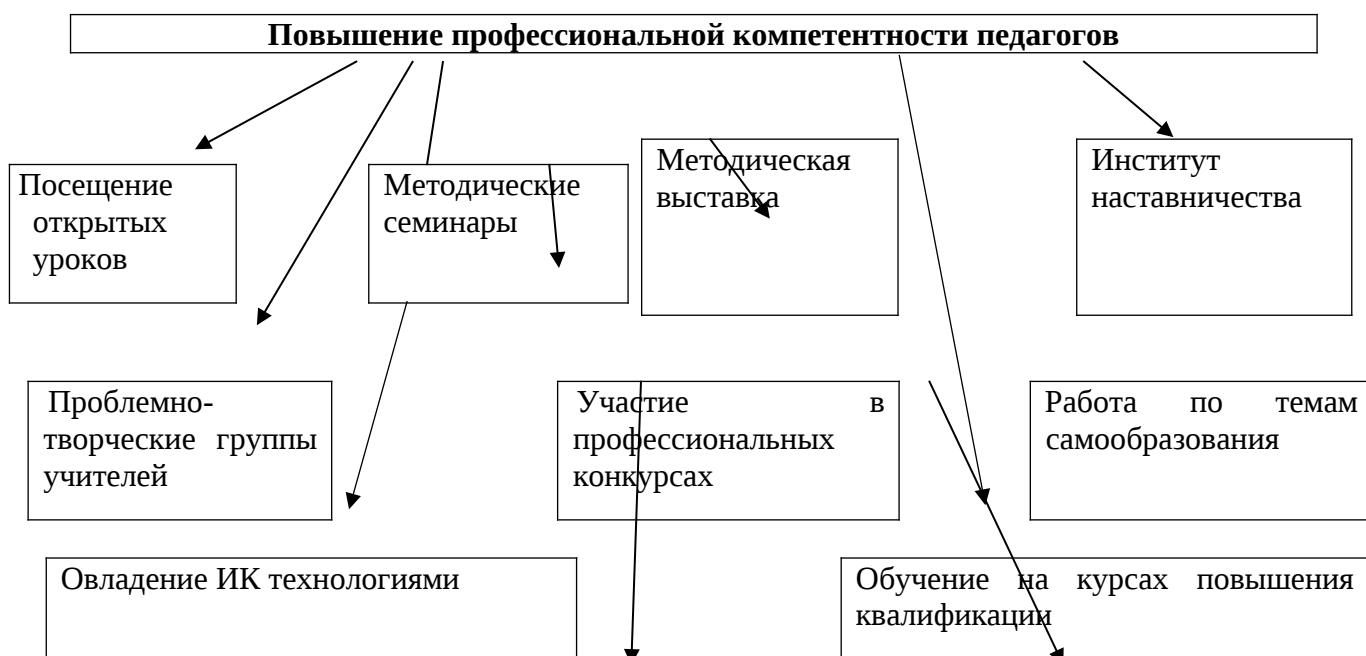 Повышение профессиональной компетентности педагогов
Посещение
открытых
уроков
Методические
семинары
Методическая
выставка
Институт
наставничества
Проблемно-
творческие группы
учителей
Участие в
профессиональных
конкурсах
Работа по темам
самообразования
Овладение ИК технологиями
Обучение на курсах повышения
квалификации